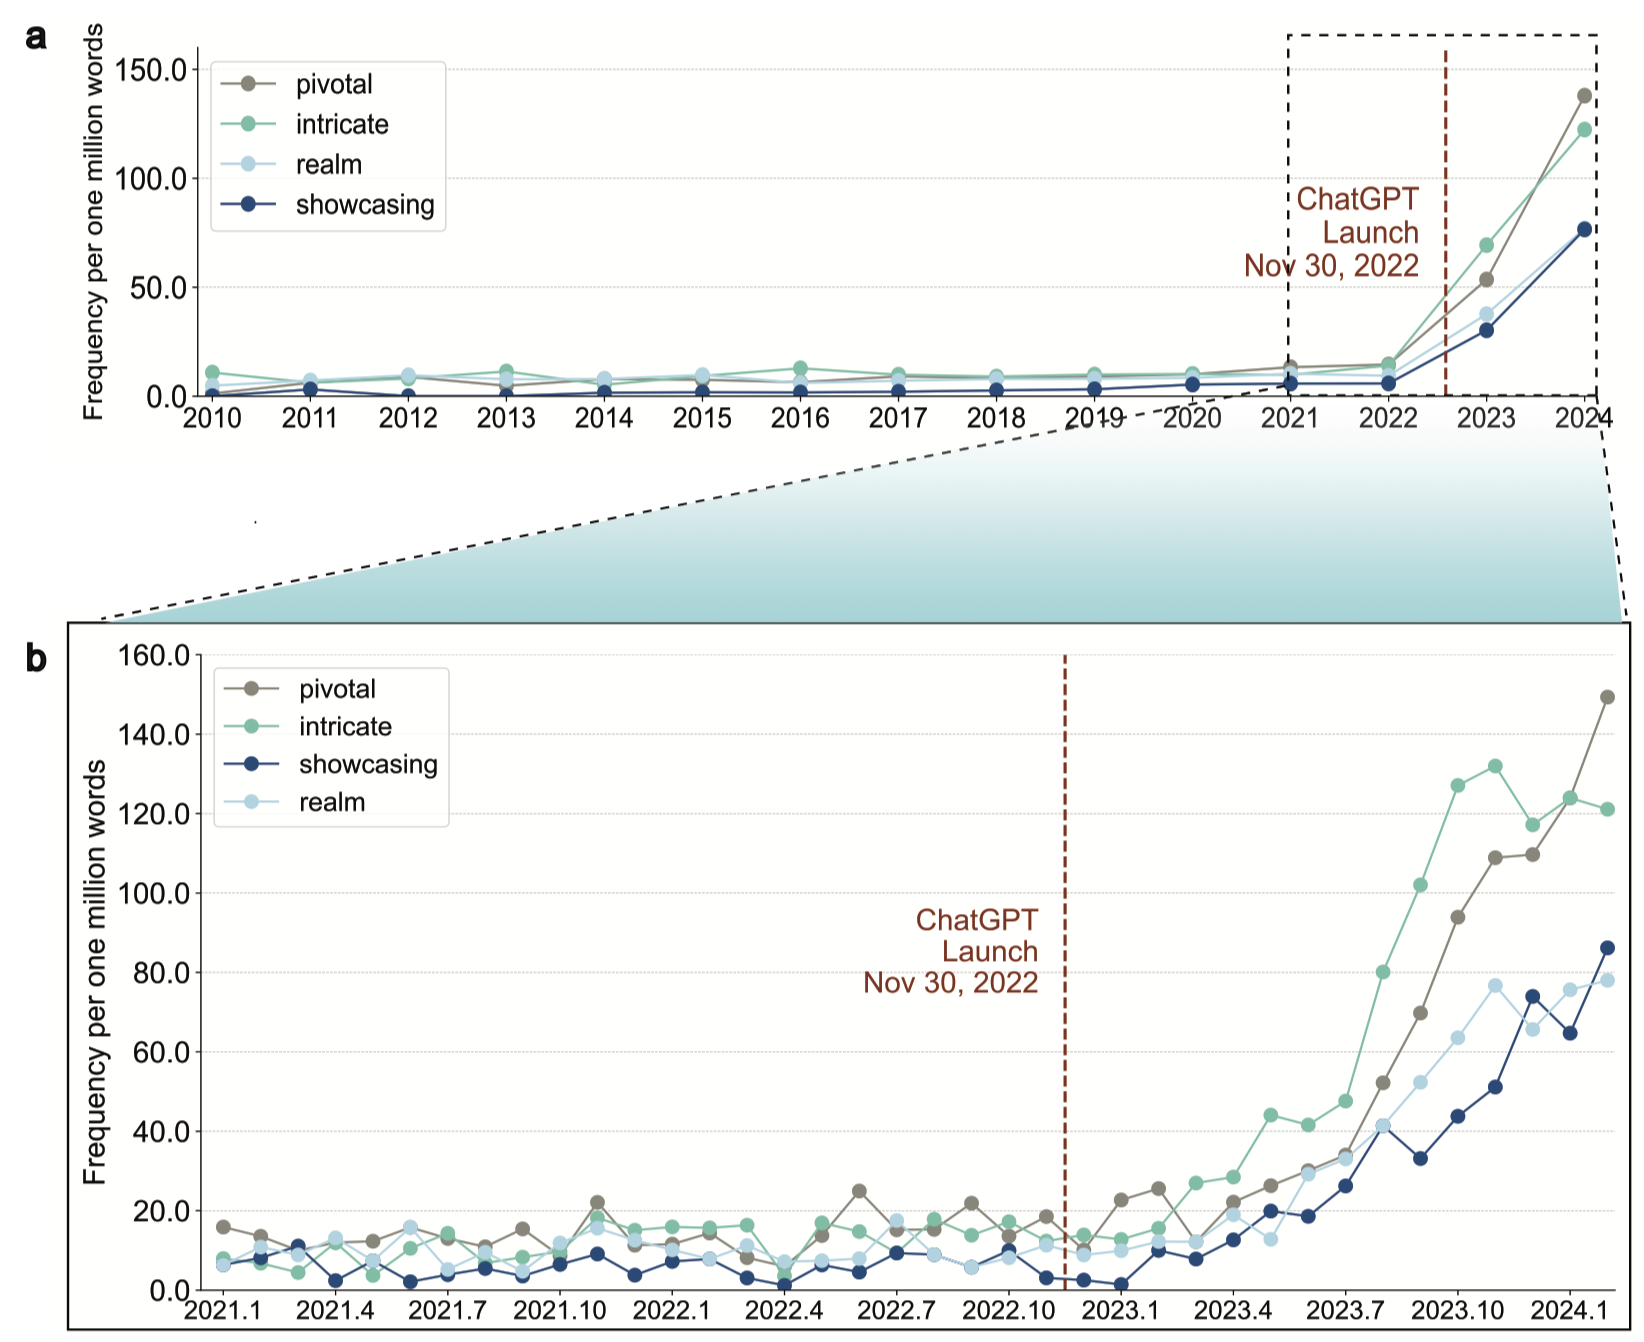 a
Frequency per one million words
150.0
100.0
50.0
0.0
pivotal
intricate
realm
showcasing
ChatGPT
Launch
Nov 30, 2022
2010 2011 2012 2013 2014 2015 2016 2017 2018 2019 2020 2021 2022 2023 2024
b
Frequency per one million words
160.0
140.0
120.0
100.0
80.0
60.0
40.0
20.0
0.0
pivotal
intricate
showcasing
realm
ChatGPT
Launch
Nov 30, 2022
2021.1 2021.4 2021.7 2021.10 2022.1 2022.4 2022.7 2022.10 2023.1 2023.4 2023.7 2023.10 2024.1